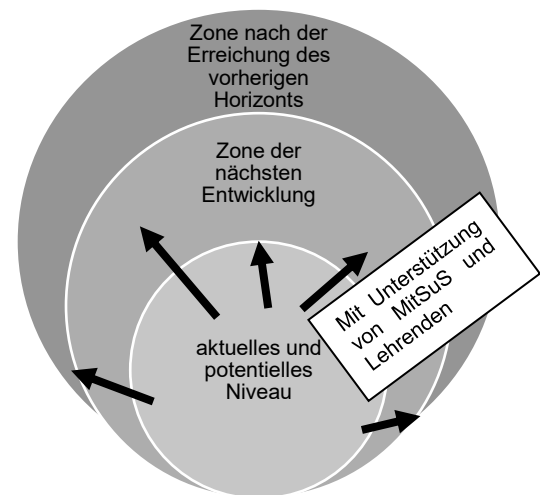 Zone nach der
Erreichung des
vorherigen
Horizonts
Zone der
nächsten
Entwicklung
Mit Unterstützung
von MitSuS und
Lehrenden
aktuelles und
potentielles
Niveau